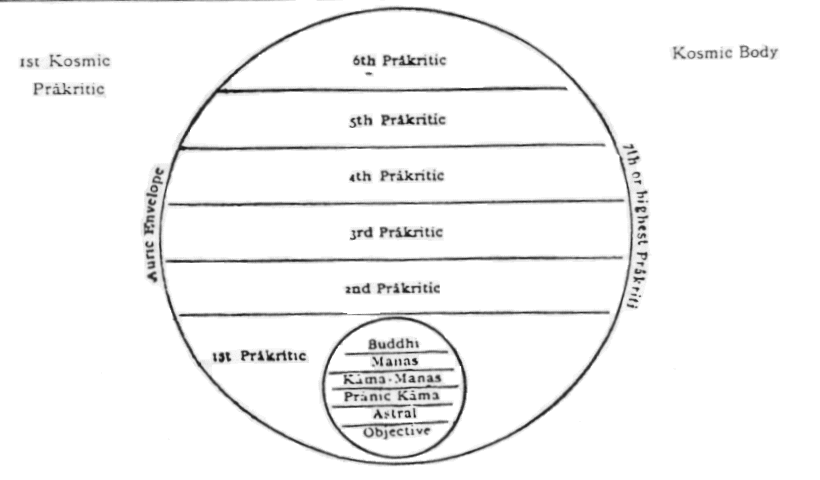 1st Kosmic
Prâkritic
Kosmic Body
6th Prâkritic
5th Prâkritic
4th Prâkritic
3rd Prâkritic
2nd Prâkritic
1st Prâkritic
Auric Envelope
7th or highest Prâkriti
Buddhi
Manas
Kâma-Manas
Prânic Kâma
Astral
Objective